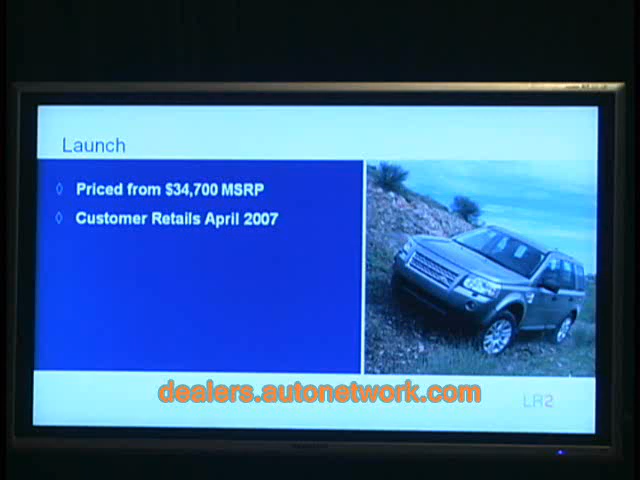 Launch
◊ Priced from $34,700 MSRP
◊ Customer Retails April 2007
dealers.autonetwork.com
LR2